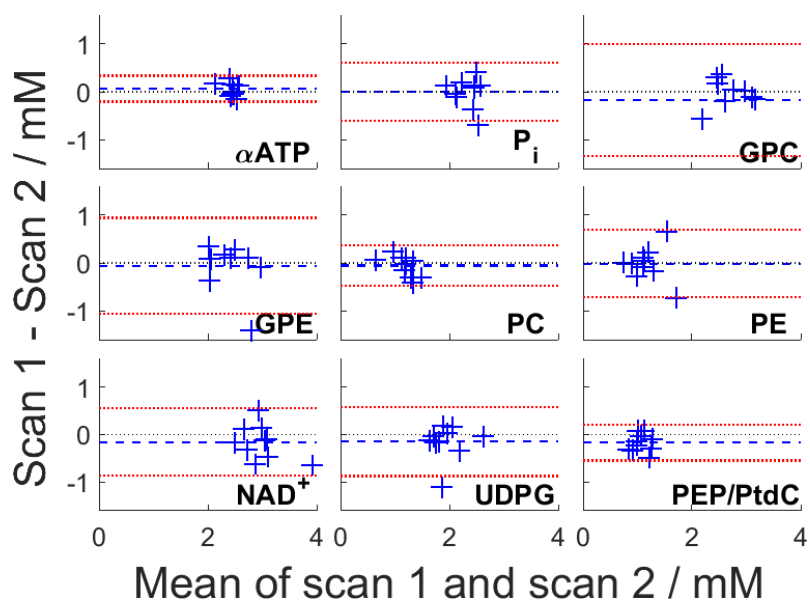 Scan 1 - Scan 2 / mM
1
0
-1
αATP
Pi
GPC
1
0
-1
GPE
PC
PE
1
0
-1
NAD+
UDPG
PEP/PtdC
0 2 4 0 2 4 0 2 4
Mean of scan 1 and scan 2 / mM